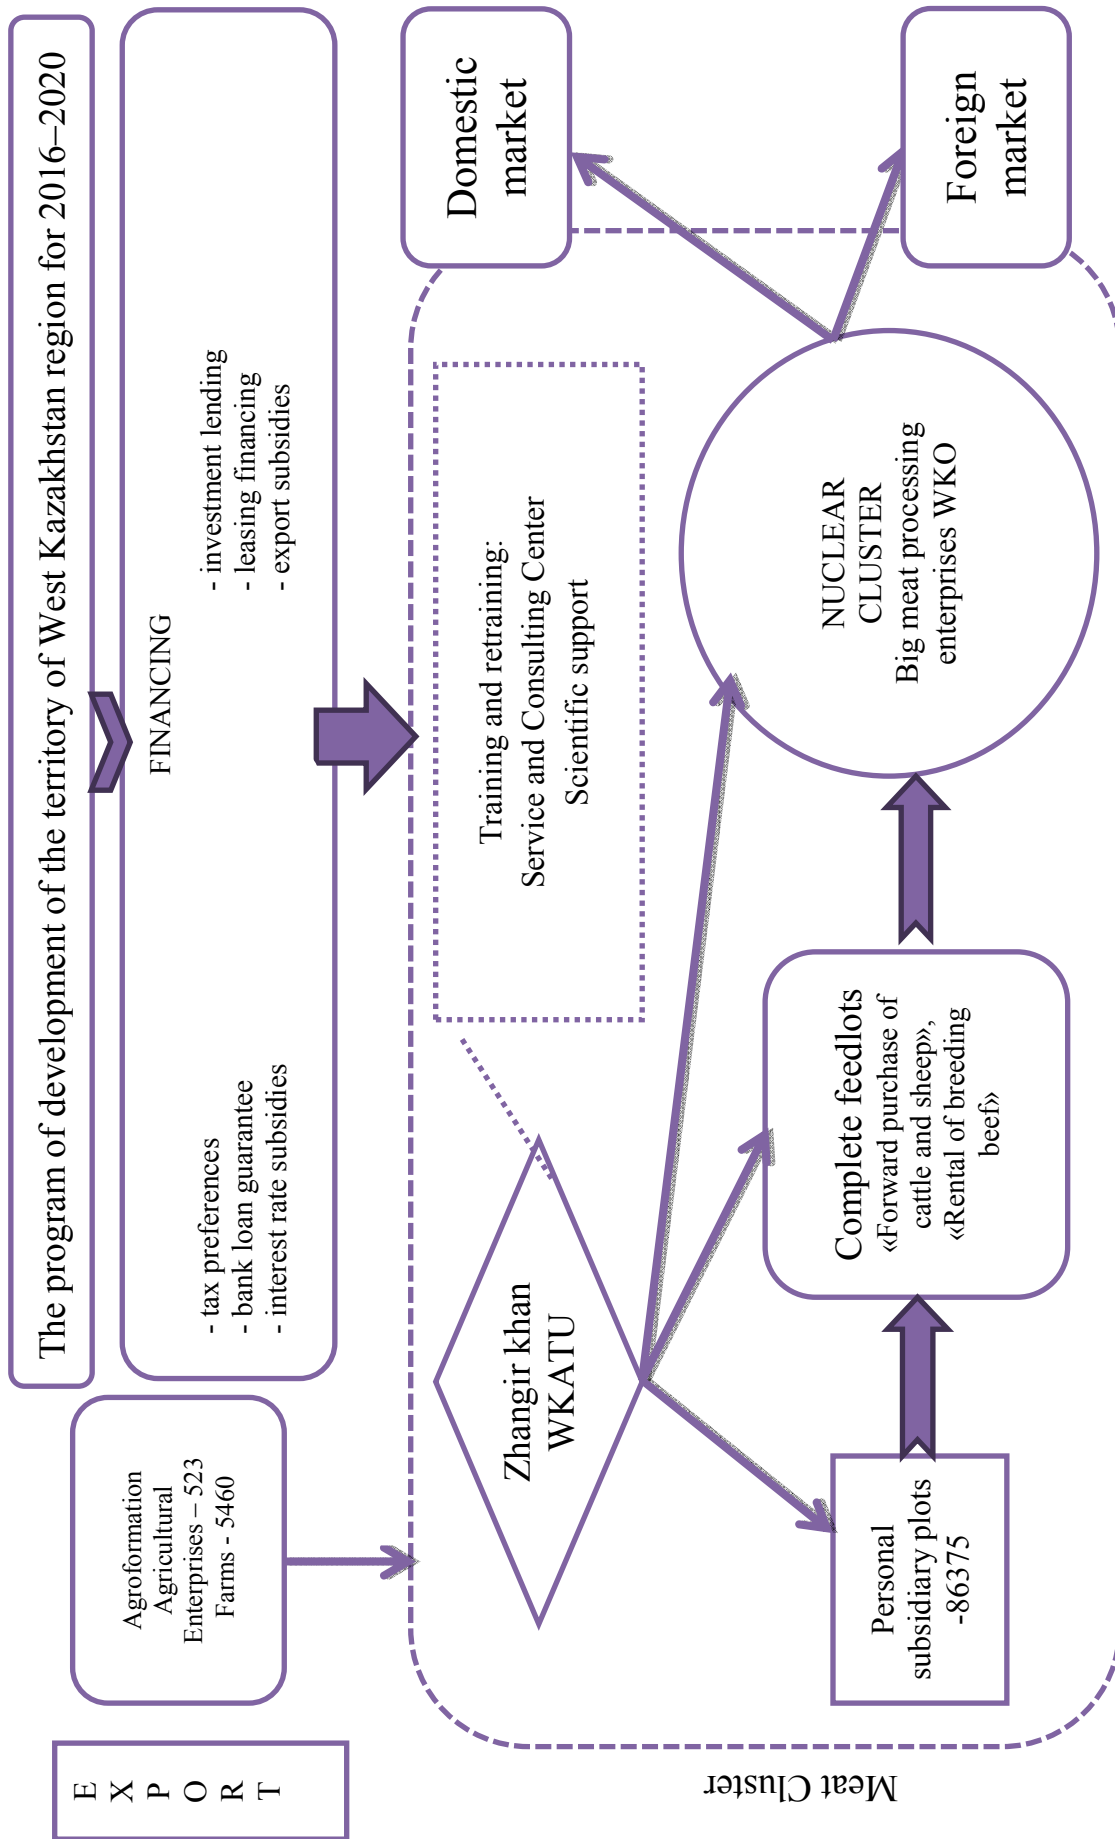 The program of development of the territory of West Kazakhstan region for 2016–2020
E
X
P
O
R
T
Agroformation
Agricultural
Enterprises – 523
Farms - 5460
FINANCING
- tax preferences
- bank loan guarantee
- interest rate subsidies
- investment lending
- leasing financing
- export subsidies
Meat Cluster
Zhangir khan
WKATU
Training and retraining:
Service and Consulting Center
Scientific support
Domestic
market
Personal
subsidiary plots
-86375
Complete feedlots
«Forward purchase of
cattle and sheep»,
«Rental of breeding
beef»
NUCLEAR
CLUSTER
Big meat processing
enterprises WKO
Foreign
market